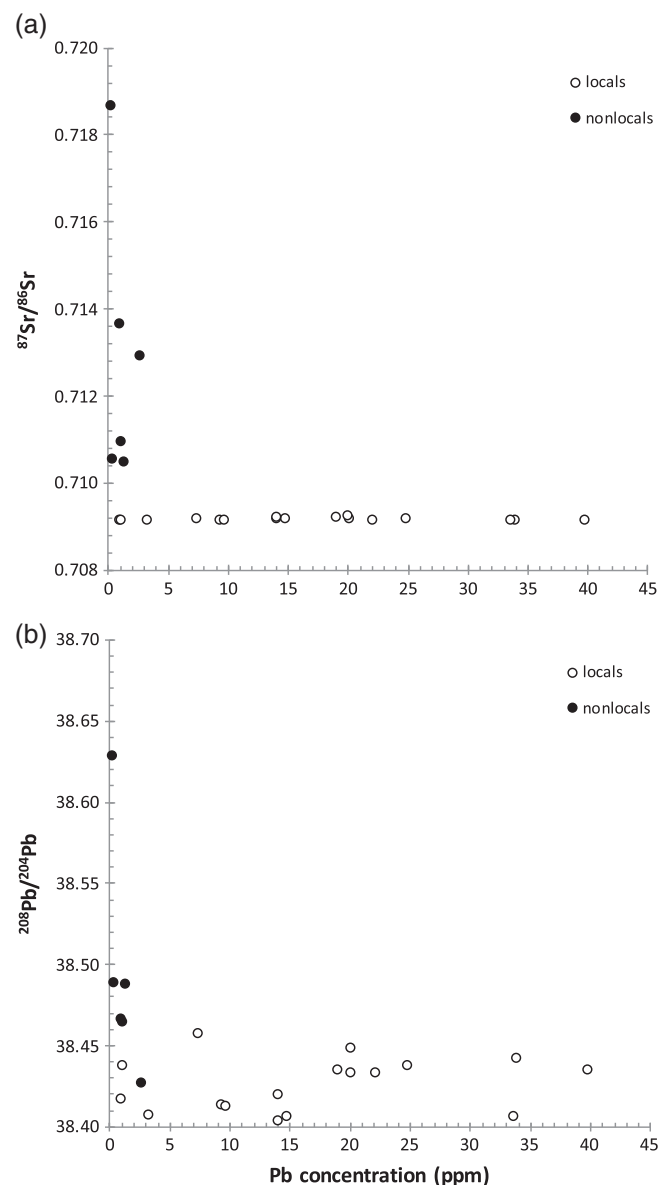 (a)
0.720
0.718
0.716
0.714
0.712
0.710
0.708
⁸⁷Sr/⁸⁶Sr
locals
nonlocals
0 5 10 15 20 25 30 35 40 45
(b)
38.70
38.65
38.60
38.55
38.50
38.45
38.40
²⁰⁸Pb/²⁰⁴Pb
locals
nonlocals
0 5 10 15 20 25 30 35 40 45
Pb concentration (ppm)